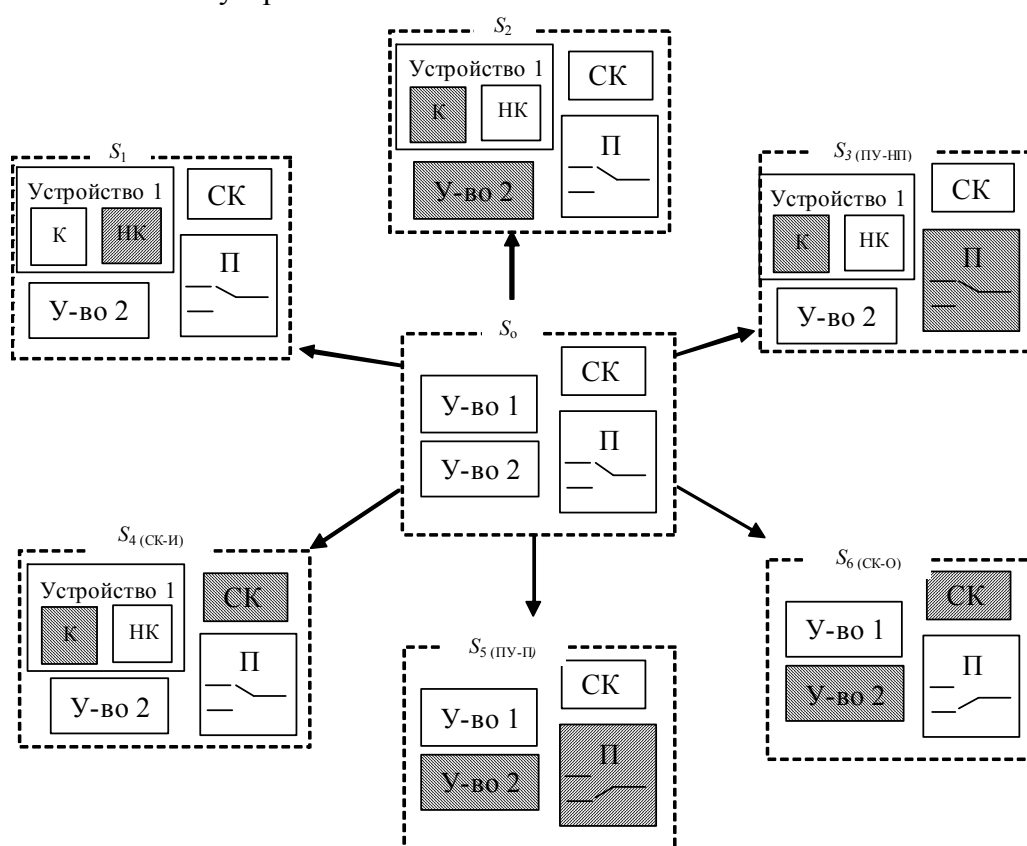 S₂
Устройство 1
К
НК
СК
П
У-во 2
S₁
Устройство 1
К
НК
СК
П
У-во 2
S₃ (ПУ-НП)
Устройство 1
К
НК
СК
П
У-во 2
Sₒ
У-во 1
У-во 2
СК
П
S₄ (СК-И)
Устройство 1
К
НК
СК
П
У-во 2
S₅ (ПУ-П)
У-во 1
У-во 2
СК
П
S₆ (СК-О)
У-во 1
У-во 2
СК
П